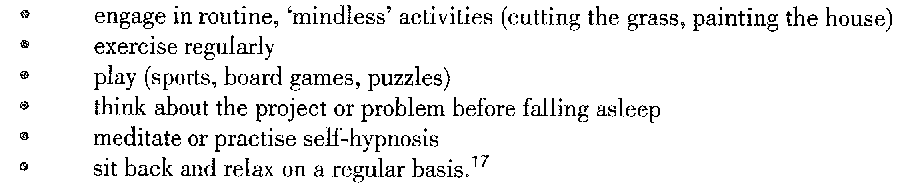 • engage in routine, ‘mindless’ activities (cutting the grass, painting the house)
• exercise regularly
• play (sports, board games, puzzles)
• think about the project or problem before falling asleep
• meditate or practise self-hypnosis
• sit back and relax on a regular basis.17